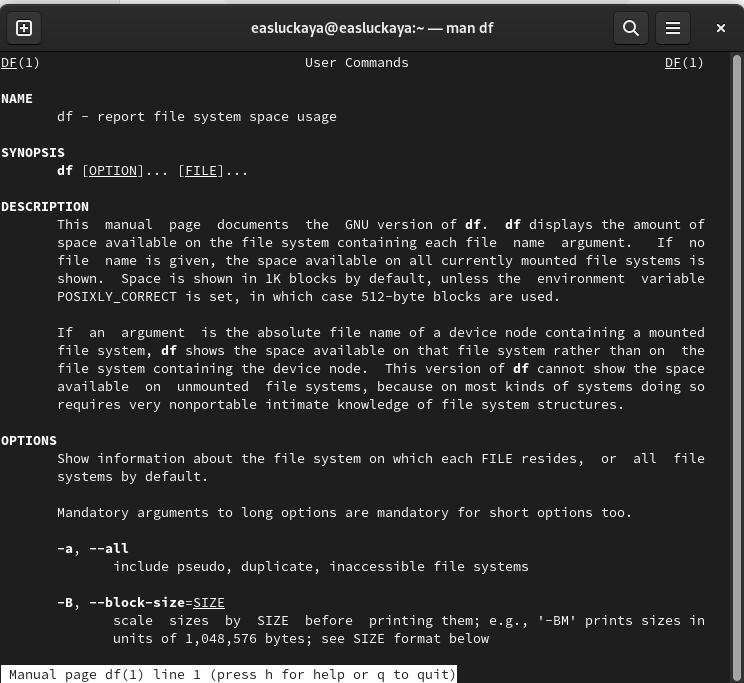 easluckaya@easluckaya:~ — man df
DF(1) User Commands DF(1)
NAME
df - report file system space usage
SYNOPSIS
df [OPTION]... [FILE]...
DESCRIPTION
This manual page documents the GNU version of df. df displays the amount of
space available on the file system containing each file name argument. If no
file name is given, the space available on all currently mounted file systems is
shown. Space is shown in 1K blocks by default, unless the environment variable
POSIXLY_CORRECT is set, in which case 512-byte blocks are used.
If an argument is the absolute file name of a device node containing a mounted
file system, df shows the space available on that file system rather than on the
file system containing the device node. This version of df cannot show the space
available on unmounted file systems, because on most kinds of systems doing so
requires very nonportable intimate knowledge of file system structures.
OPTIONS
Show information about the file system on which each FILE resides, or all file
systems by default.
Mandatory arguments to long options are mandatory for short options too.
-a, --all
include pseudo, duplicate, inaccessible file systems
-B, --block-size=SIZE
scale sizes by SIZE before printing them; e.g., '-BM' prints sizes in
units of 1,048,576 bytes; see SIZE format below
Manual page df(1) line 1 (press h for help or q to quit)